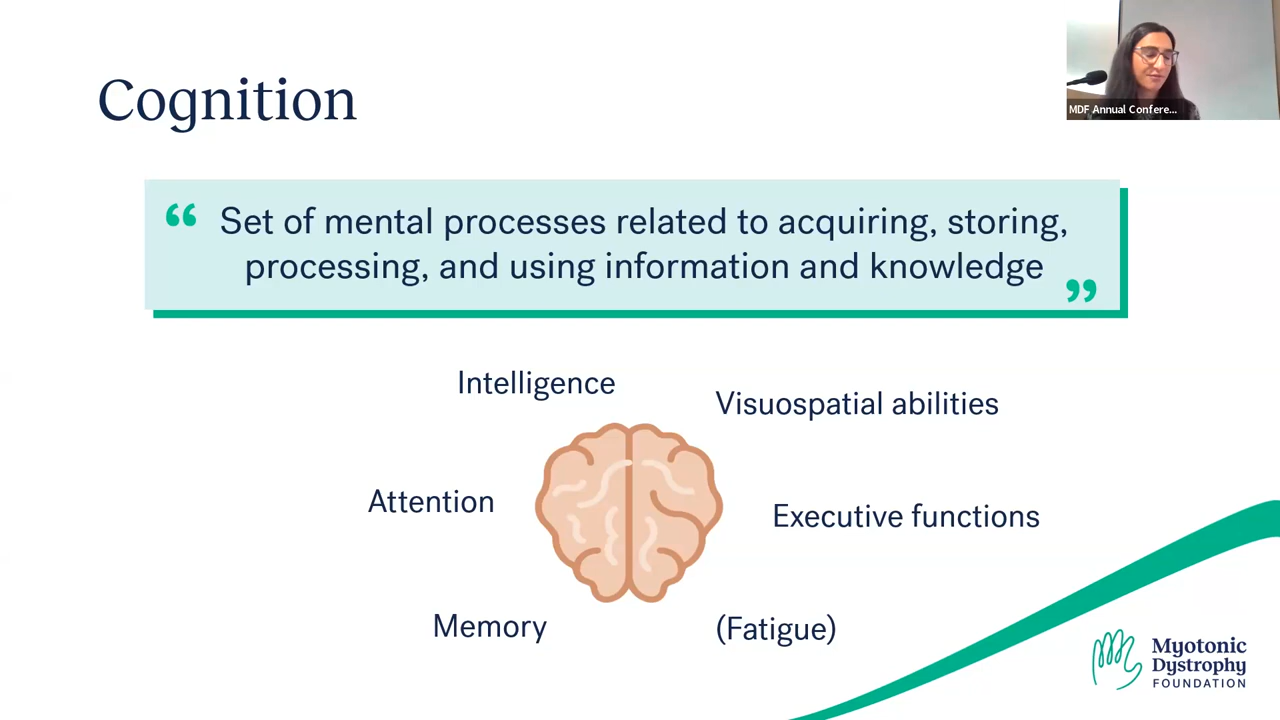 Cognition
MDF Annual Confere...
“ Set of mental processes related to acquiring, storing,
processing, and using information and knowledge ”
Intelligence
Visuospatial abilities
Attention
Executive functions
Memory
(Fatigue)
Myotonic
Dystrophy
FOUNDATION